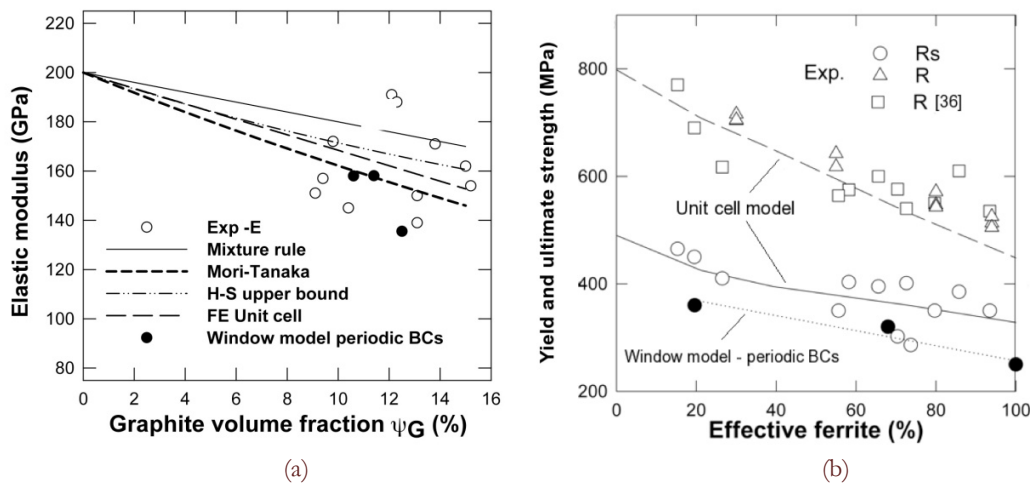 Elastic modulus (GPa)
220
200
180
160
140
120
100
80
Exp -E
Mixture rule
Mori-Tanaka
H-S upper bound
FE Unit cell
Window model periodic BCs
0 2 4 6 8 10 12 14 16
Graphite volume fraction ψG (%)
(a)
Yield and ultimate strength (MPa)
800
600
400
200
Exp.
Rs
R
R [36]
Unit cell model
Window model - periodic BCs
0 20 40 60 80 100
Effective ferrite (%)
(b)